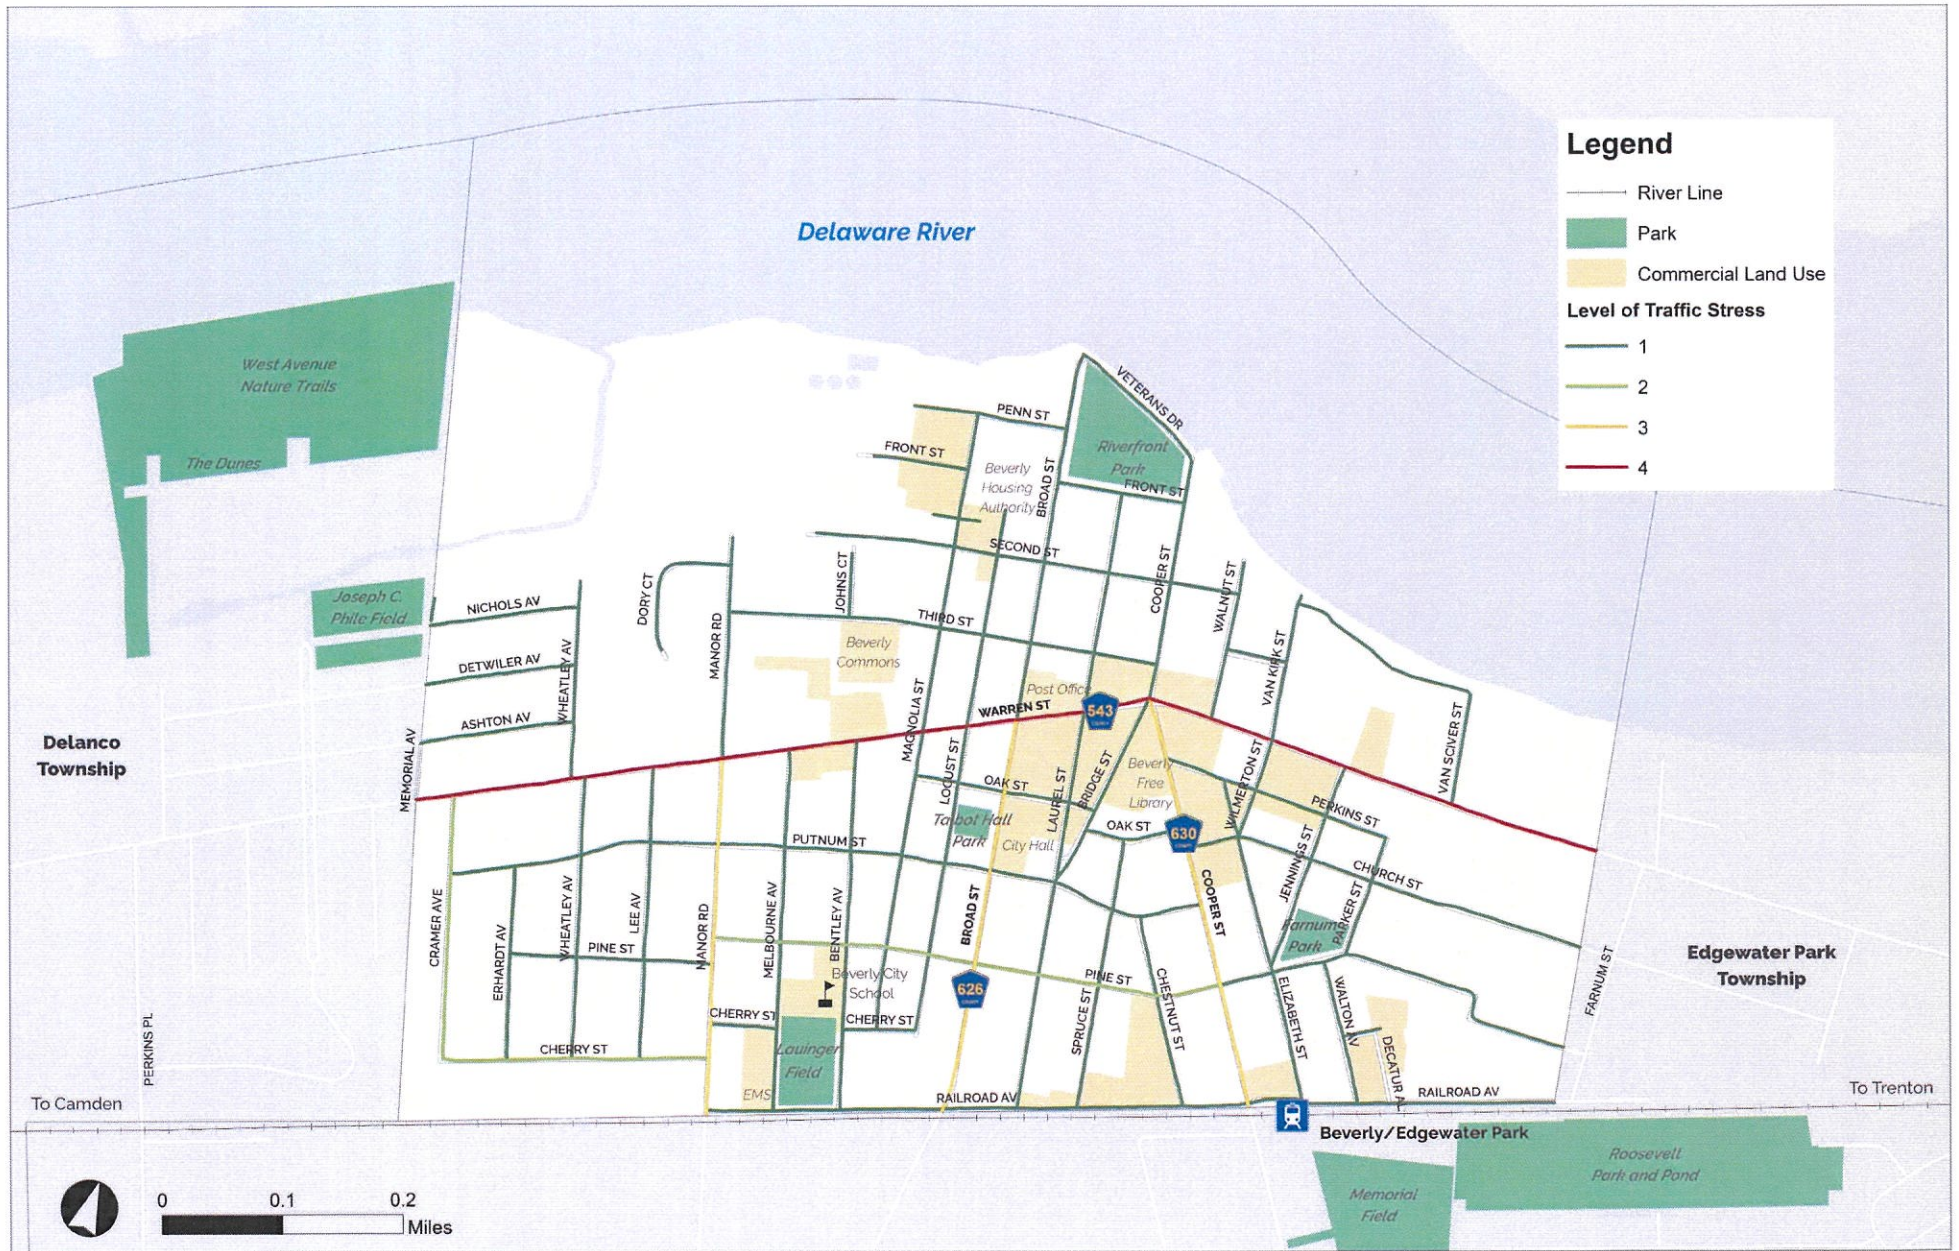 Legend
River Line
Park
Commercial Land Use
Level of Traffic Stress
1
2
3
4
Delaware River
West Avenue
Nature Trails
The Dunes
Joseph C.
Phile Field
VETERANS DR
PENN ST
Riverfront
Park
FRONT ST
FRONT ST
Beverly
Housing
Authority
BROAD ST
SECOND ST
COOPER ST
WALNUT ST
NICHOLS AV
DORY CT
JOHNS CT
MANOR RD
THIRD ST
DETWILER AV
WHEATLEY AV
Beverly
Commons
VAN KIRK ST
ASHTON AV
MAGNOLIA ST
Post Office
WARREN ST
543
COUNTY
VAN SCIVER ST
Delanco
Township
MEMORIAL AV
LOCUST ST
OAK ST
LAUREL ST
BRIDGE ST
Beverly
Free
Library
WILMERTON ST
PERKINS ST
Talbot Hall
Park
City Hall
OAK ST
630
COUNTY
PUTNUM ST
JENNINGS ST
CHURCH ST
CRAMER AVE
ERHARDT AV
WHEATLEY AV
LEE AV
MANOR RD
MELBOURNE AV
BENTLEY AV
BROAD ST
COOPER ST
Farnum
Park
PARKER ST
PINE ST
PINE ST
Beverly City
School
626
COUNTY
Edgewater Park
Township
FARNUM ST
CHERRY ST
CHERRY ST
CHERRY ST
SPRUCE ST
CHESTNUT ST
ELIZABETH ST
WALTON AV
DECATUR AL
PERKINS PL
Lauinger
Field
EMS
RAILROAD AV
RAILROAD AV
To Camden
To Trenton
Beverly/Edgewater Park
Roosevelt
Park and Pond
Memorial
Field
0 0.1 0.2
Miles